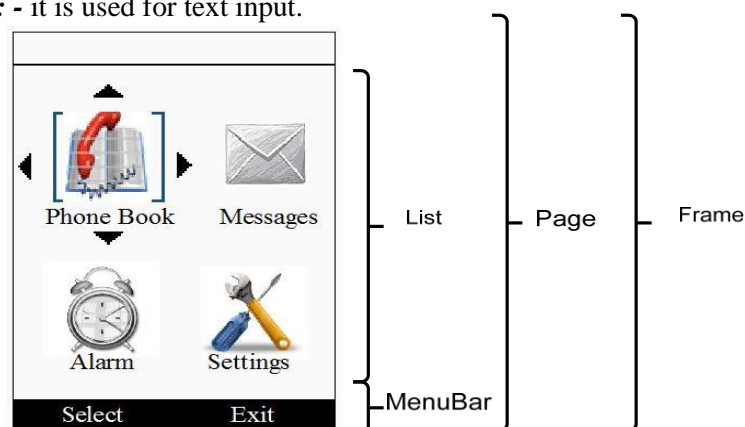 : - it is used for text input.
Phone Book Messages
List Page Frame
Alarm Settings
MenuBar
Select Exit